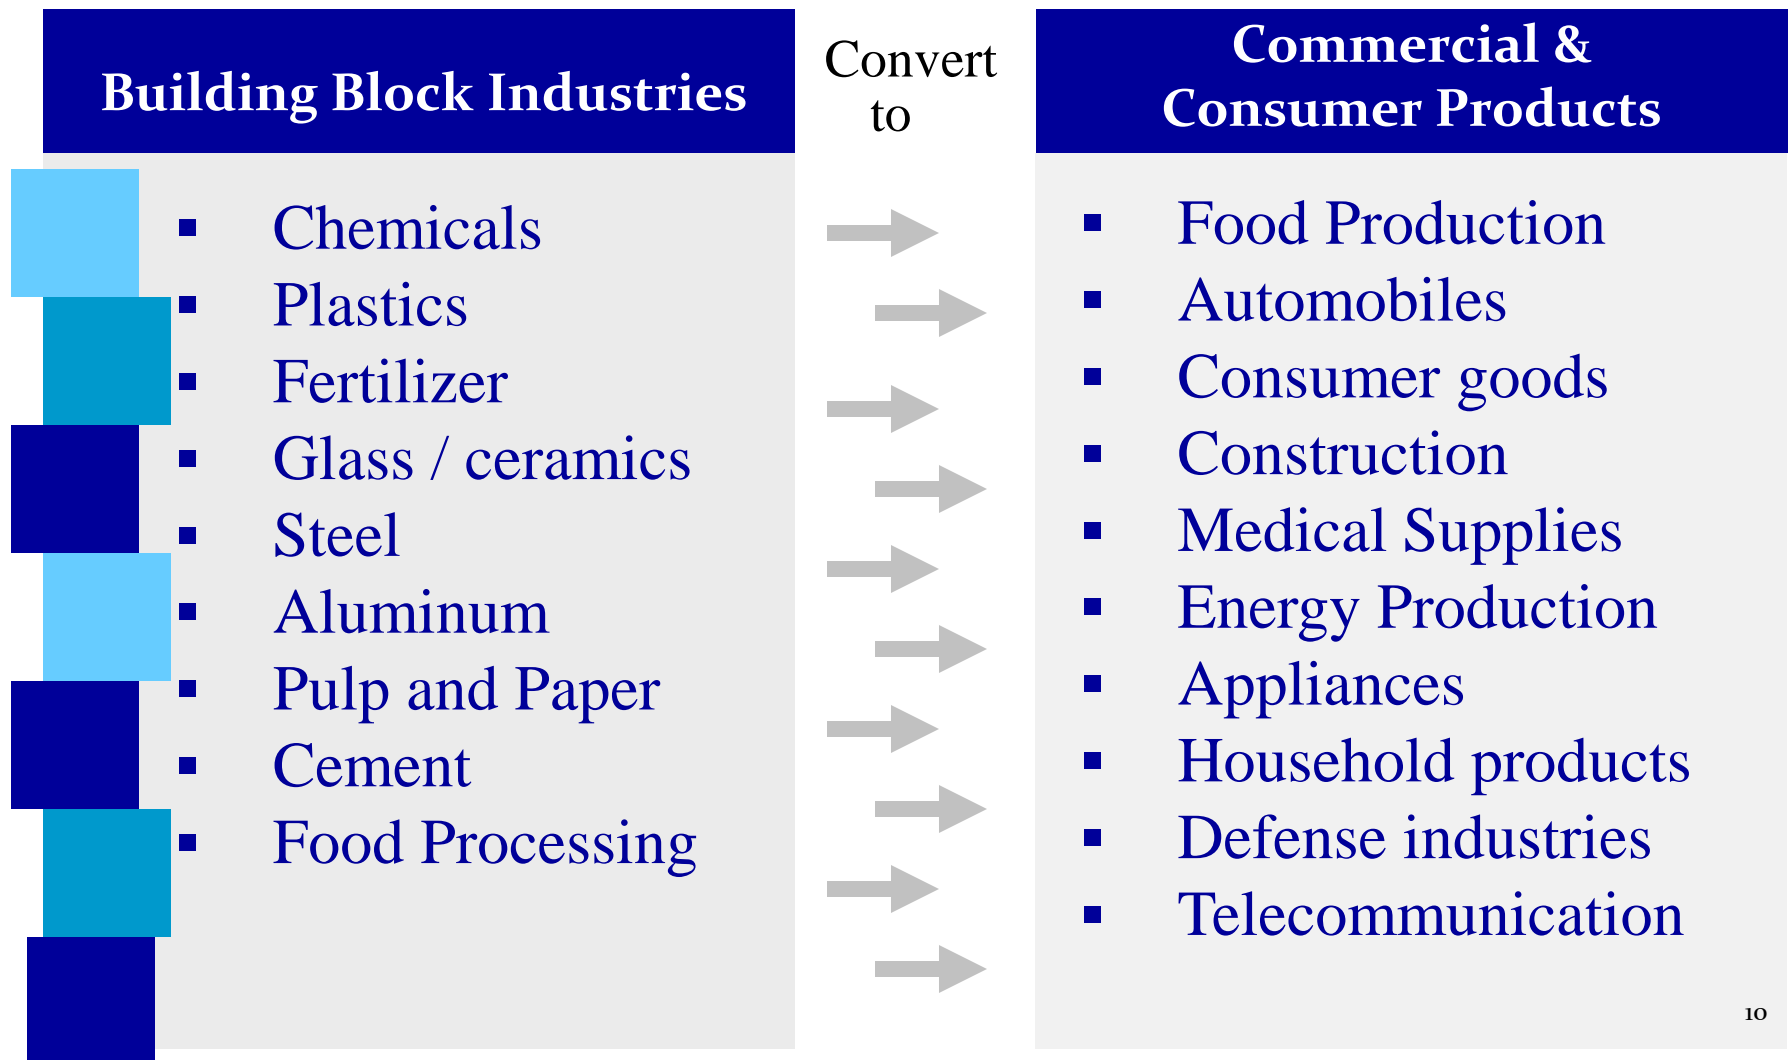 Building Block Industries
▪ Chemicals
▪ Plastics
▪ Fertilizer
▪ Glass / ceramics
▪ Steel
▪ Aluminum
▪ Pulp and Paper
▪ Cement
▪ Food Processing
Convert
to
Commercial &
Consumer Products
▪ Food Production
▪ Automobiles
▪ Consumer goods
▪ Construction
▪ Medical Supplies
▪ Energy Production
▪ Appliances
▪ Household products
▪ Defense industries
▪ Telecommunication
10